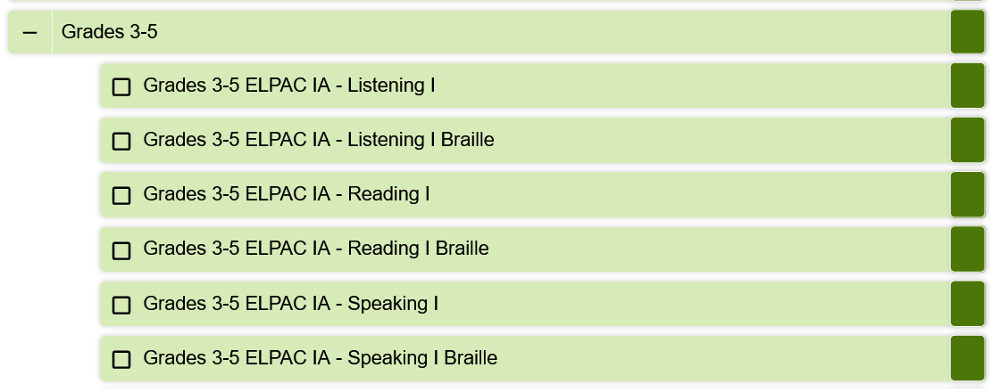 Grades 3-5
Grades 3-5 ELPAC IA - Listening I
Grades 3-5 ELPAC IA - Listening I Braille
Grades 3-5 ELPAC IA - Reading I
Grades 3-5 ELPAC IA - Reading I Braille
Grades 3-5 ELPAC IA - Speaking I
Grades 3-5 ELPAC IA - Speaking I Braille